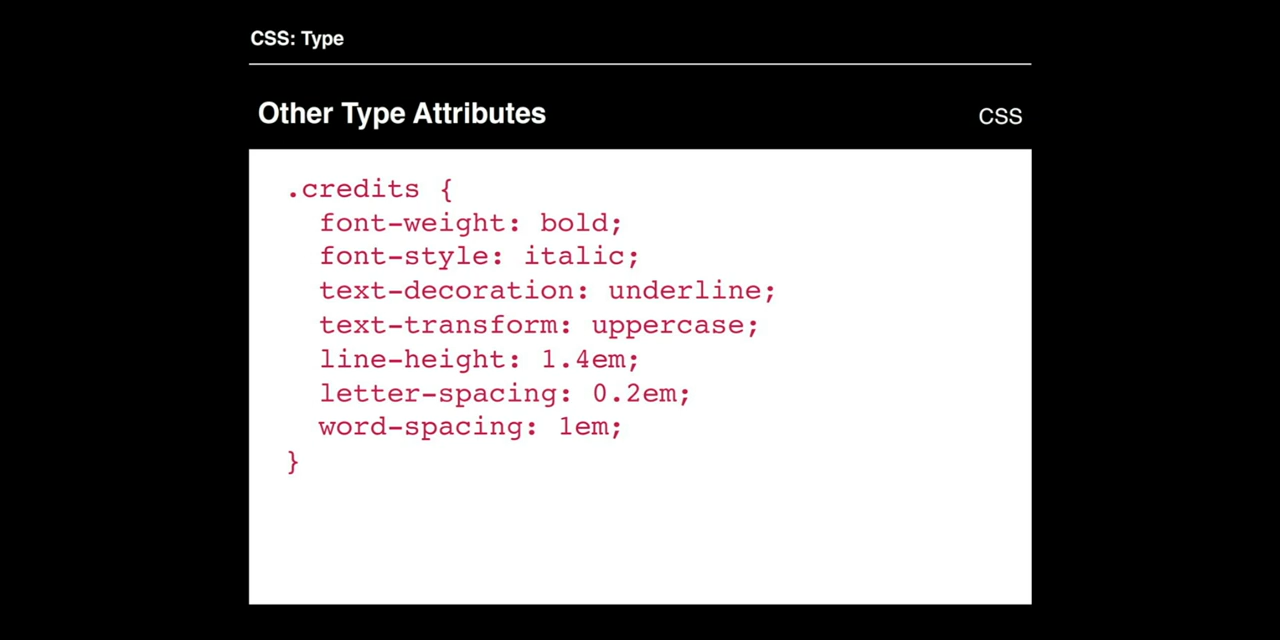 CSS: Type
Other Type Attributes
CSS
.credits {
  font-weight: bold;
  font-style: italic;
  text-decoration: underline;
  text-transform: uppercase;
  line-height: 1.4em;
  letter-spacing: 0.2em;
  word-spacing: 1em;
}